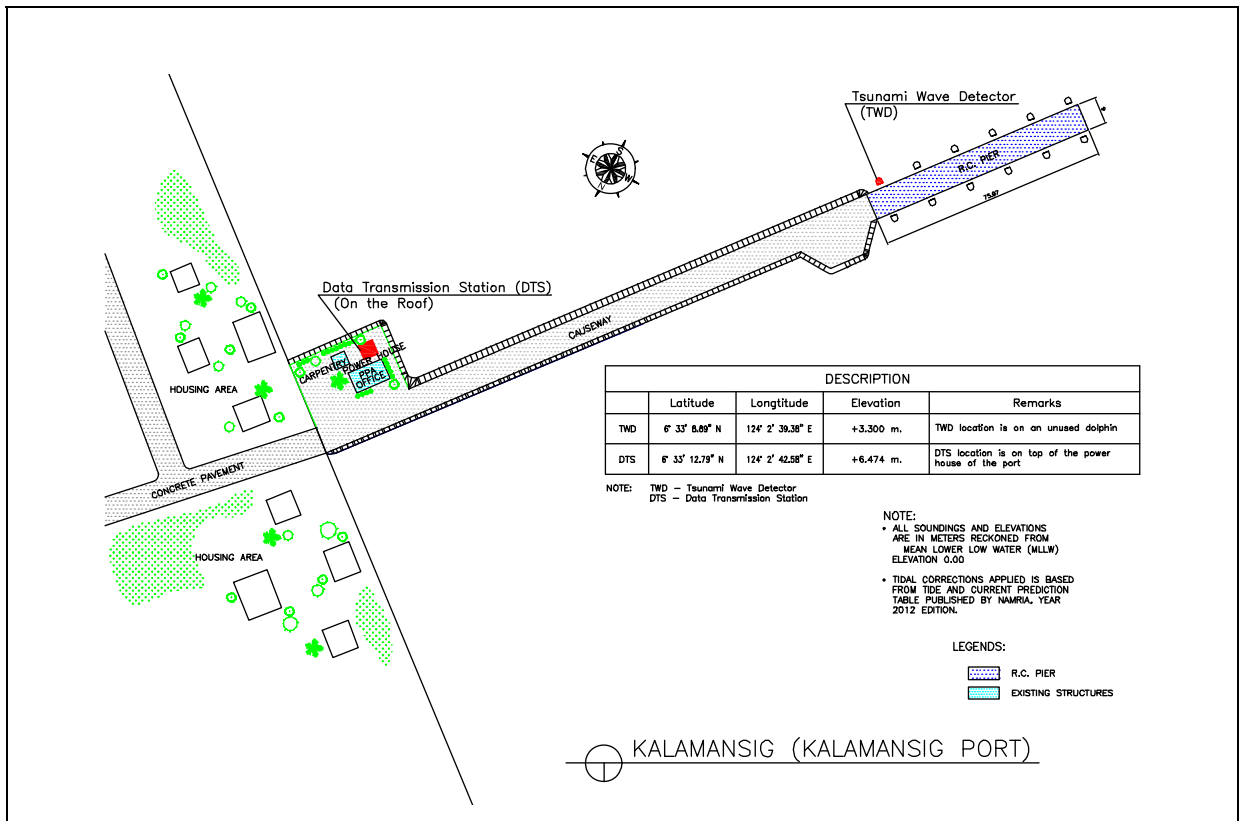 Tsunami Wave Detector
(TWD)
R.C. PIER
75.97
S
E
W
N
Data Transmission Station (DTS)
(On the Roof)
CAUSEWAY
CARPENTRY
POWER HOUSE
PPA
OFFICE
HOUSING AREA
CONCRETE PAVEMENT
HOUSING AREA
DESCRIPTION
Latitude Longtitude Elevation Remarks
TWD 6° 33' 8.89" N 124° 2' 39.38" E +3.300 m. TWD location is on an unused dolphin
DTS 6° 33' 12.79" N 124° 2' 42.58" E +6.474 m. DTS location is on top of the power
house of the port
NOTE: TWD - Tsunami Wave Detector
DTS - Data Transmission Station
NOTE:
• ALL SOUNDINGS AND ELEVATIONS
ARE IN METERS RECKONED FROM
MEAN LOWER LOW WATER (MLLW)
ELEVATION 0.00
• TIDAL CORRECTIONS APPLIED IS BASED
FROM TIDE AND CURRENT PREDICTION
TABLE PUBLISHED BY NAMRIA, YEAR
2012 EDITION.
LEGENDS:
R.C. PIER
EXISTING STRUCTURES
KALAMANSIG (KALAMANSIG PORT)